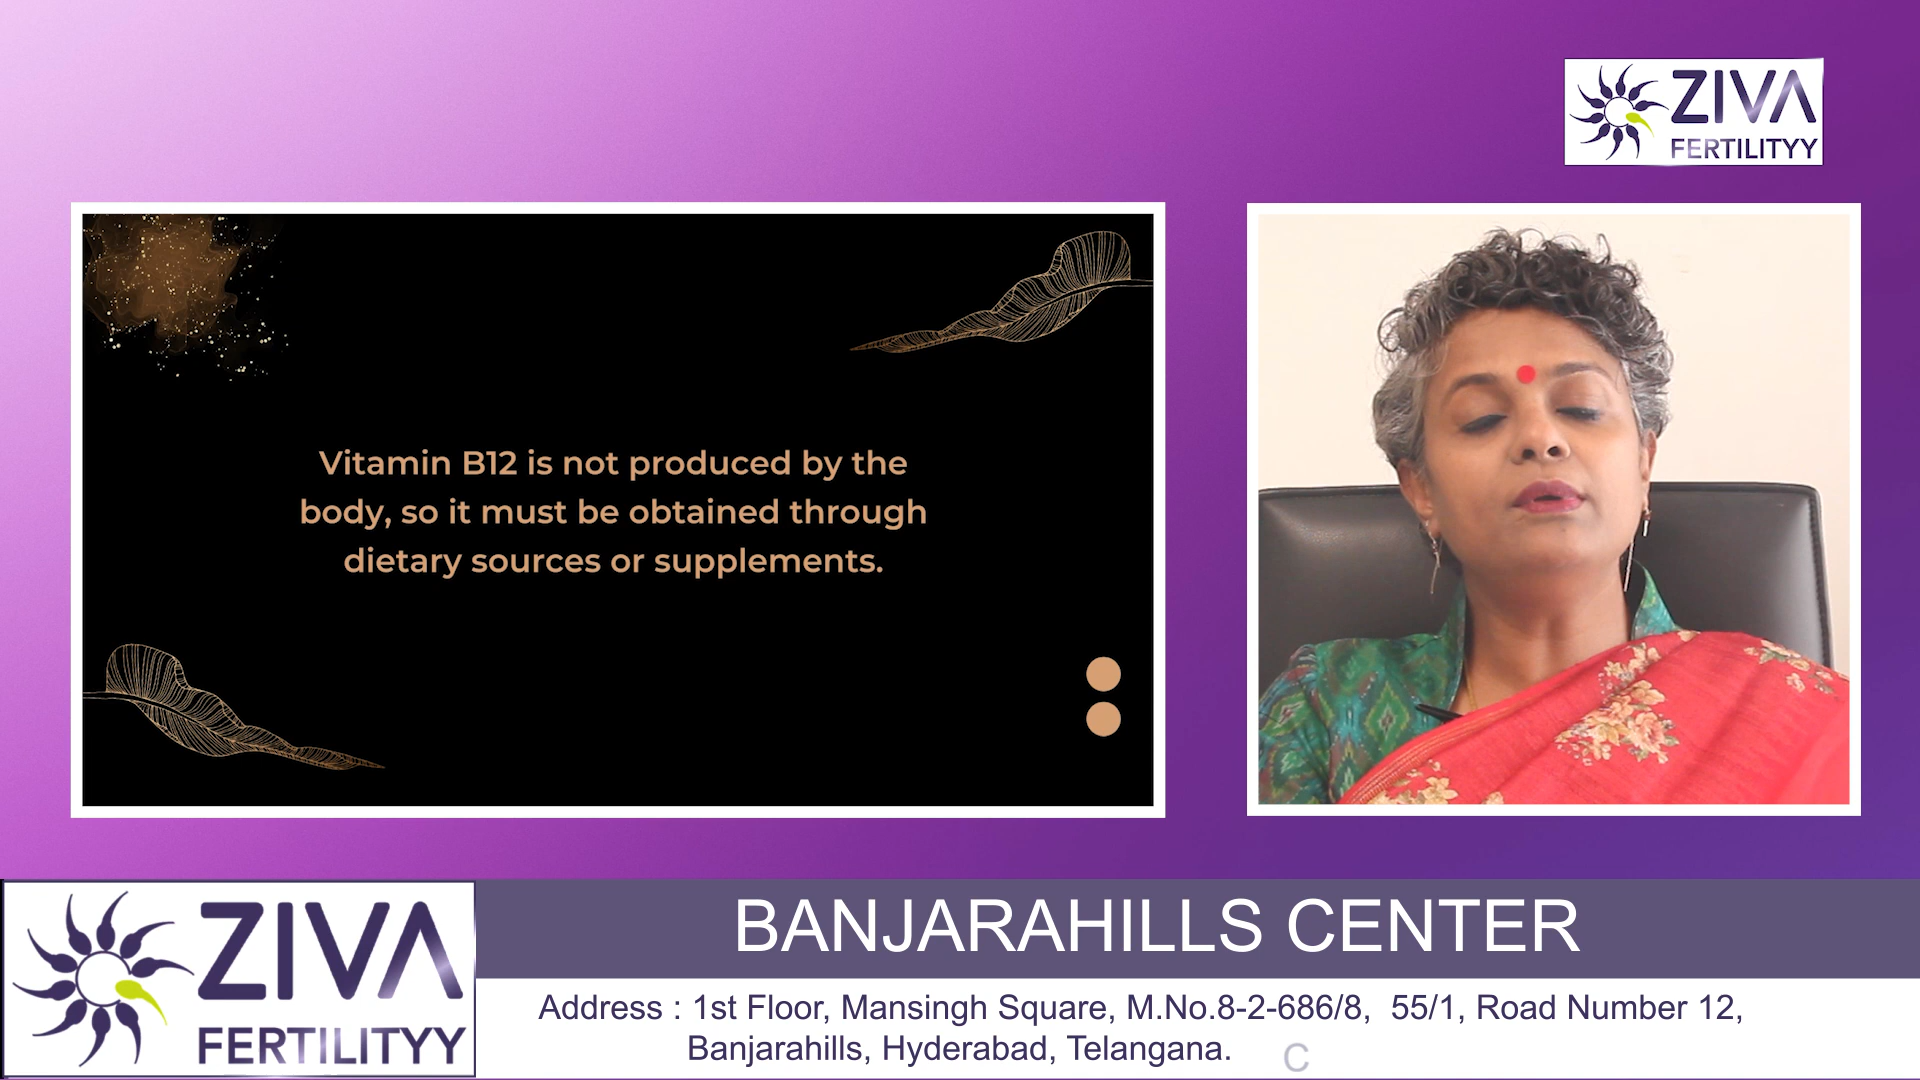 ZIVA
FERTILITYY
Vitamin B12 is not produced by the
body, so it must be obtained through
dietary sources or supplements.
ZIVA
FERTILITYY
BANJARAHILLS CENTER
Address : 1st Floor, Mansingh Square, M.No.8-2-686/8, 55/1, Road Number 12,
Banjarahills, Hyderabad, Telangana.
C